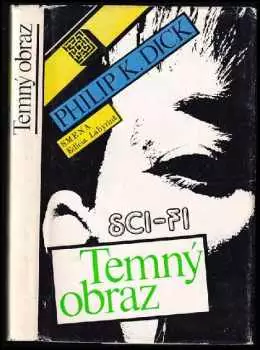 Temný obraz
PHILIP K. DICK
SMENA
Edícia Labyrint
SCI-FI
Temný
obraz